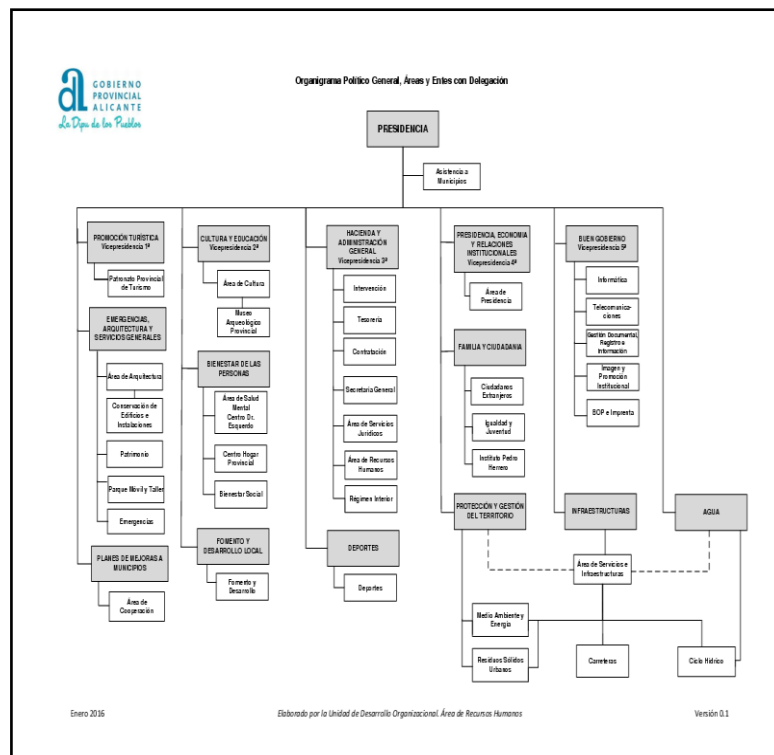 GOBIERNO
PROVINCIAL
ALICANTE
La Dipu de los Pueblos
Organigrama Político General, Áreas y Entes con Delegación
PRESIDENCIA
Asistencia a
Municipios
PROMOCIÓN TURÍSTICA
Vicepresidencia 1ª
Patronato Provincial
de Turismo
EMERGENCIAS,
ARQUITECTURA Y
SERVICIOS GENERALES
Área de Arquitectura
Conservación de
Edificios e
Instalaciones
Patrimonio
Parque Móvil y Taller
Emergencias
PLANES DE MEJORAS A
MUNICIPIOS
Área de
Cooperación
CULTURA Y EDUCACIÓN
Vicepresidencia 2ª
Área de Cultura
Museo
Arqueológico
Provincial
BIENESTAR DE LAS
PERSONAS
Área de Salud
Mental
Centro Dr.
Esquerdo
Centro Hogar
Provincial
Bienestar Social
FOMENTO Y
DESARROLLO LOCAL
Fomento y
Desarrollo
HACIENDA Y
ADMINISTRACIÓN
GENERAL
Vicepresidencia 3ª
Intervención
Tesorería
Contratación
Secretaría General
Área de Servicios
Jurídicos
Área de Recursos
Humanos
Régimen Interior
DEPORTES
Deportes
PRESIDENCIA, ECONOMIA
Y RELACIONES
INSTITUCIONALES
Vicepresidencia 4ª
Área de
Presidencia
FAMILIA Y CIUDADANIA
Ciudadanos
Extranjeros
Igualdad y
Juventud
Instituto Pedro
Herrero
PROTECCIÓN Y GESTIÓN
DEL TERRITORIO
Medio Ambiente y
Energía
Residuos Sólidos
Urbanos
BUEN GOBIERNO
Vicepresidencia 5ª
Informática
Telecomunica-
ciones
Gestión Documental,
Registro e
Información
Imagen y
Promoción
Institucional
BOP e Imprenta
INFRAESTRUCTURAS
Área de Servicios e
Infraestructuras
Carreteras
AGUA
Ciclo Hídrico
Enero 2016
Elaborado por la Unidad de Desarrollo Organizacional. Área de Recursos Humanos
Versión 0.1